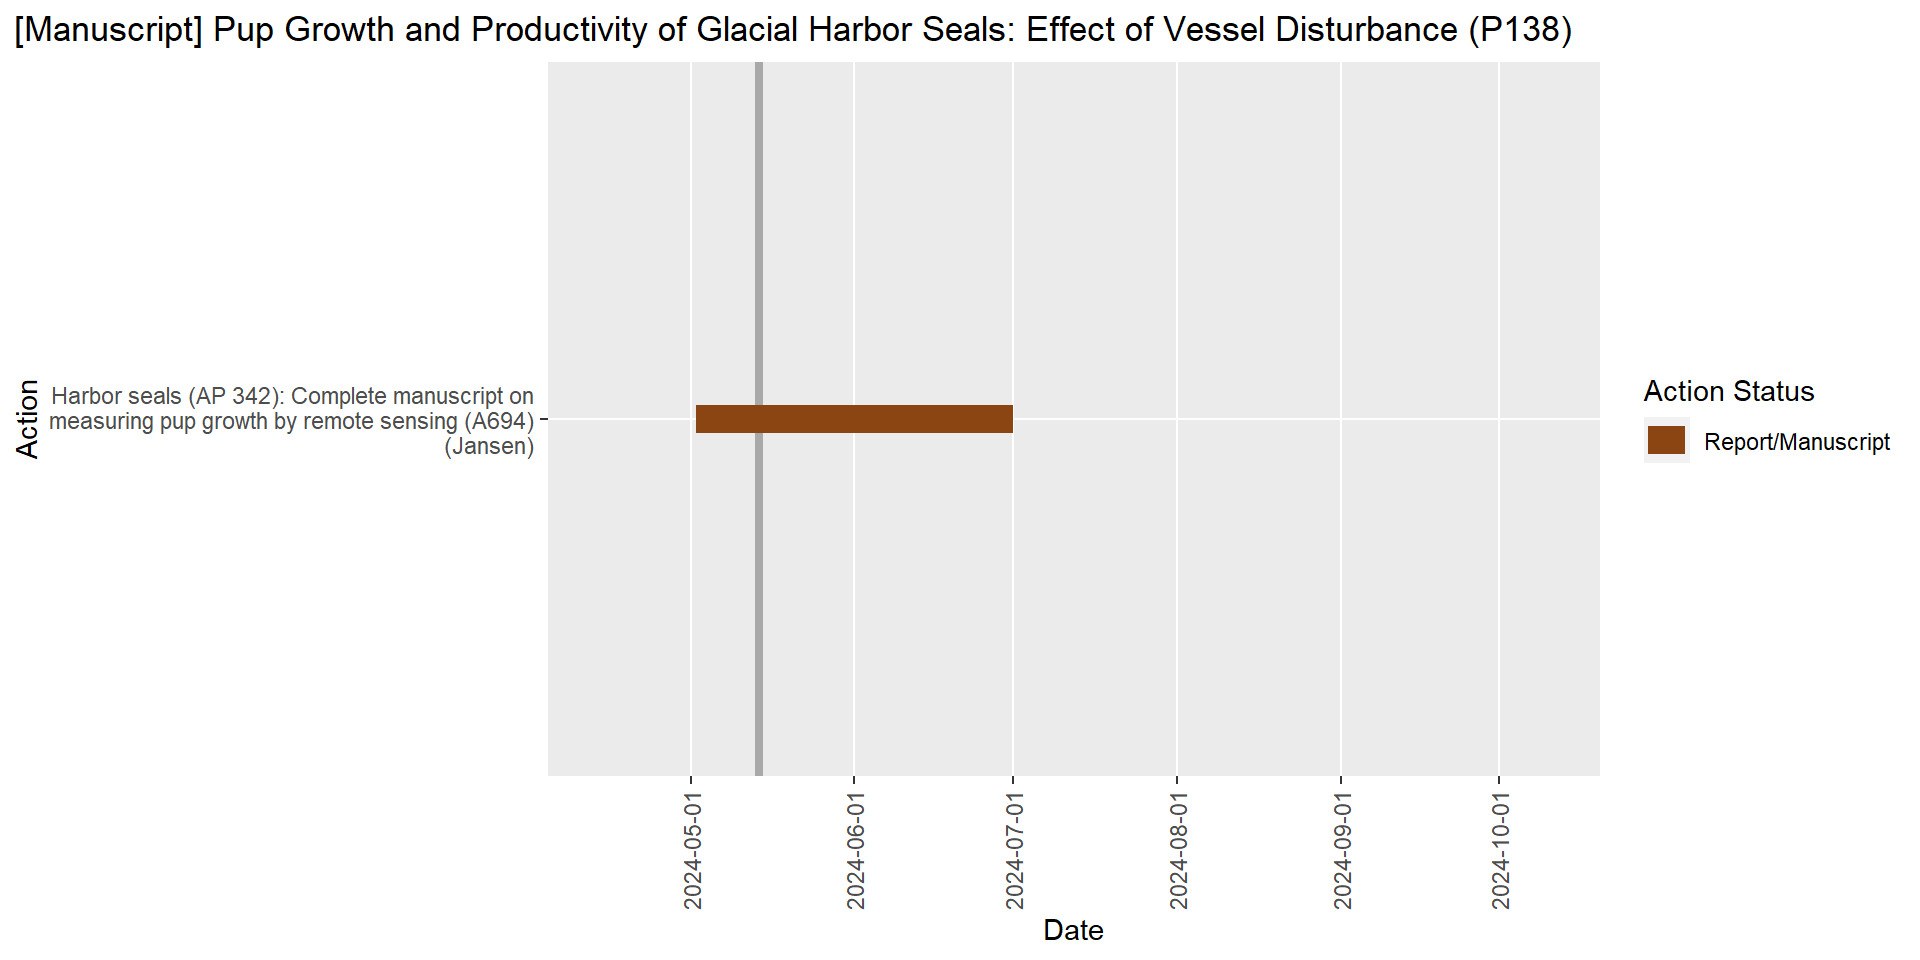 [Manuscript] Pup Growth and Productivity of Glacial Harbor Seals: Effect of Vessel Disturbance (P138)
Action
Harbor seals (AP 342): Complete manuscript on
measuring pup growth by remote sensing (A694)
(Jansen)
Action Status
Report/Manuscript
2024-05-01
2024-06-01
2024-07-01
2024-08-01
2024-09-01
2024-10-01
Date